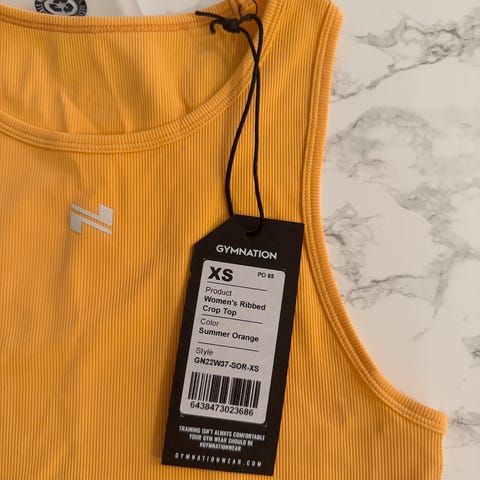 GYMNATION
XS PO 85
Product
Women's Ribbed
Crop Top
Color
Summer Orange
Style
GN22W37-SOR-XS
6438473023686
TRAINING ISN'T ALWAYS COMFORTABLE
YOUR GYM WEAR SHOULD BE
#GYMNATIONWEAR
GYMNATIONWEAR.COM